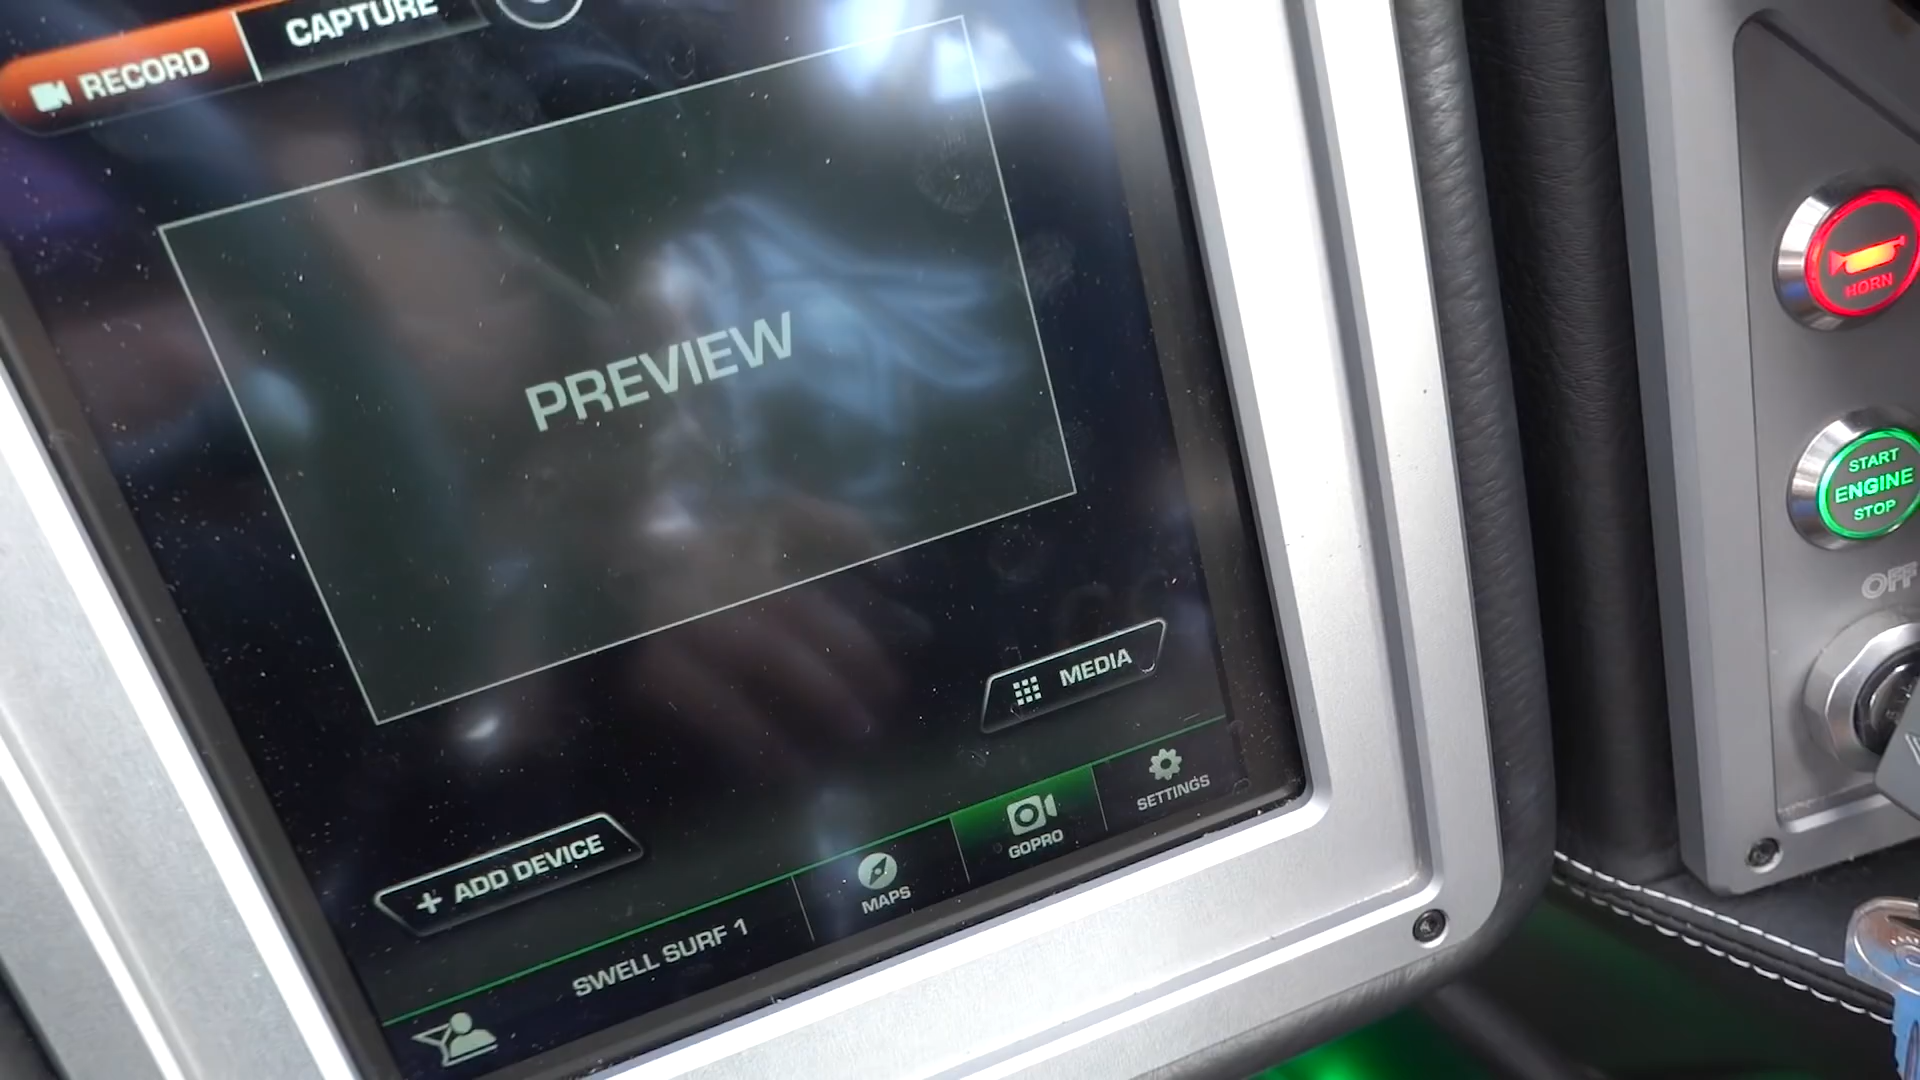 RECORD
CAPTURE
PREVIEW
MEDIA
+ ADD DEVICE
SWELL SURF 1
MAPS
GOPRO
SETTINGS
HORN
START
ENGINE
STOP
OFF